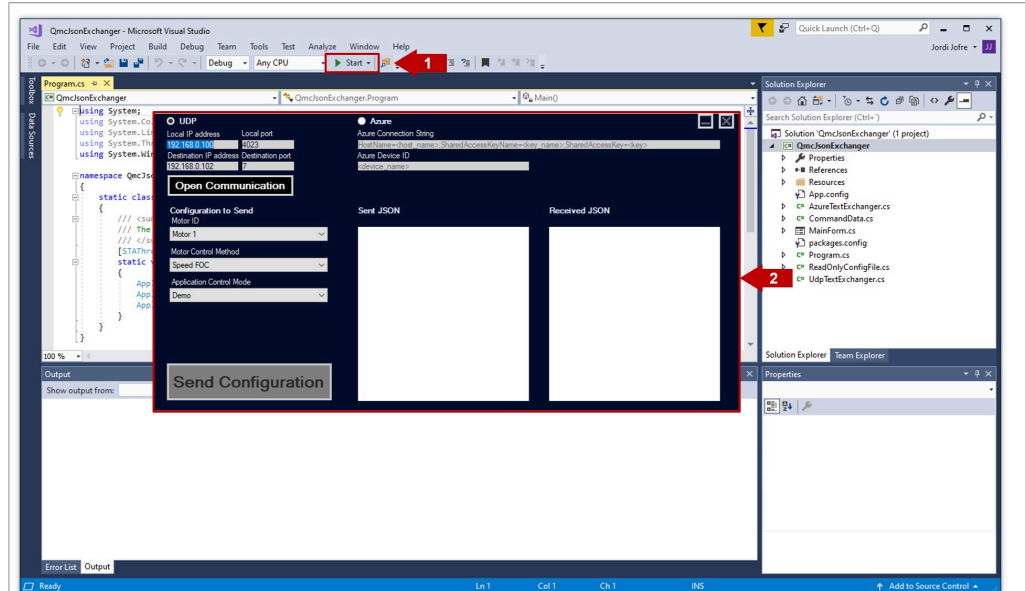 QmcJsonExchanger - Microsoft Visual Studio
Quick Launch (Ctrl+Q)
File Edit View Project Build Debug Team Tools Test Analyze Window Help
Jordi Jofre JJ
Debug Any CPU Start
1
Toolbox
Data Sources
Program.cs
QmcJsonExchanger QmcJsonExchanger.Program Main()
using System;
using System.Co
using System.Lin
using System.Thr
using System.Win
namespace QmcJso
{
static clas
{
/// <su
/// The
/// </s
[STAThr
static v
{
App
App
App
}
}
}
100 %
UDP Azure
Local IP address Local port Azure Connection String
192.168.0.100 4023 HostName=<host_name>;SharedAccessKeyName=<key_name>;SharedAccessKey=<key>
Destination IP address Destination port Azure Device ID
192.168.0.102 7 <device_name>
Open Communication
Configuration to Send Sent JSON Received JSON
Motor ID
Motor 1
Motor Control Method
Speed FOC
Application Control Mode
Demo
Send Configuration
2
Solution Explorer
Search Solution Explorer (Ctrl+¨)
Solution 'QmcJsonExchanger' (1 project)
QmcJsonExchanger
Properties
References
Resources
App.config
AzureTextExchanger.cs
CommandData.cs
MainForm.cs
packages.config
Program.cs
ReadOnlyConfigFile.cs
UdpTextExchanger.cs
Solution Explorer Team Explorer
Output
Show output from:
Properties
Error List Output
Ready Ln 1 Col 1 Ch 1 INS Add to Source Control